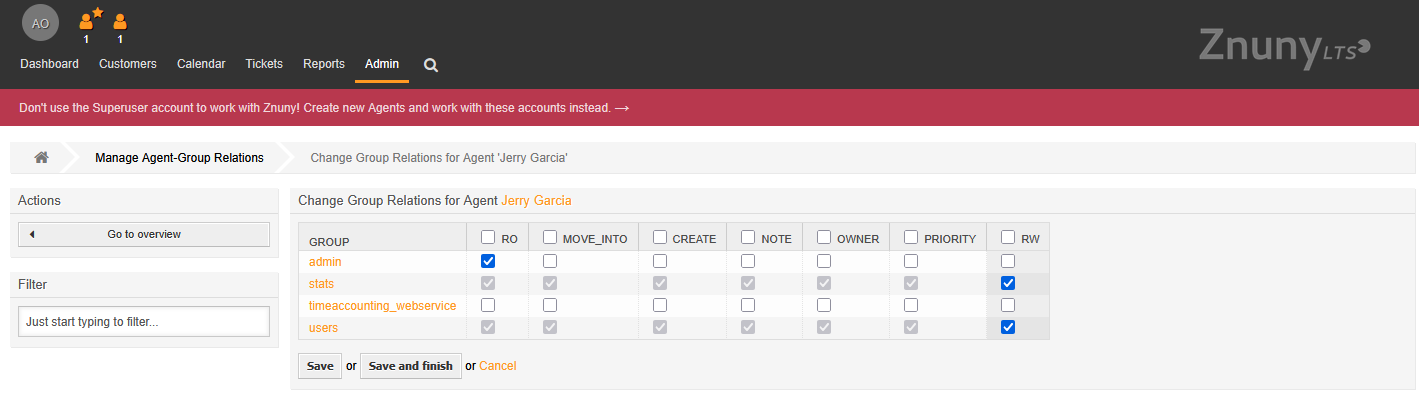 AO
1 1
Znuny LTS
Dashboard Customers Calendar Tickets Reports Admin
Don't use the Superuser account to work with Znuny! Create new Agents and work with these accounts instead. →
Manage Agent-Group Relations Change Group Relations for Agent 'Jerry Garcia'
Actions
Go to overview
Filter
Just start typing to filter...
Change Group Relations for Agent Jerry Garcia
GROUP RO MOVE_INTO CREATE NOTE OWNER PRIORITY RW
admin
stats
timeaccounting_webservice
users
Save or Save and finish or Cancel